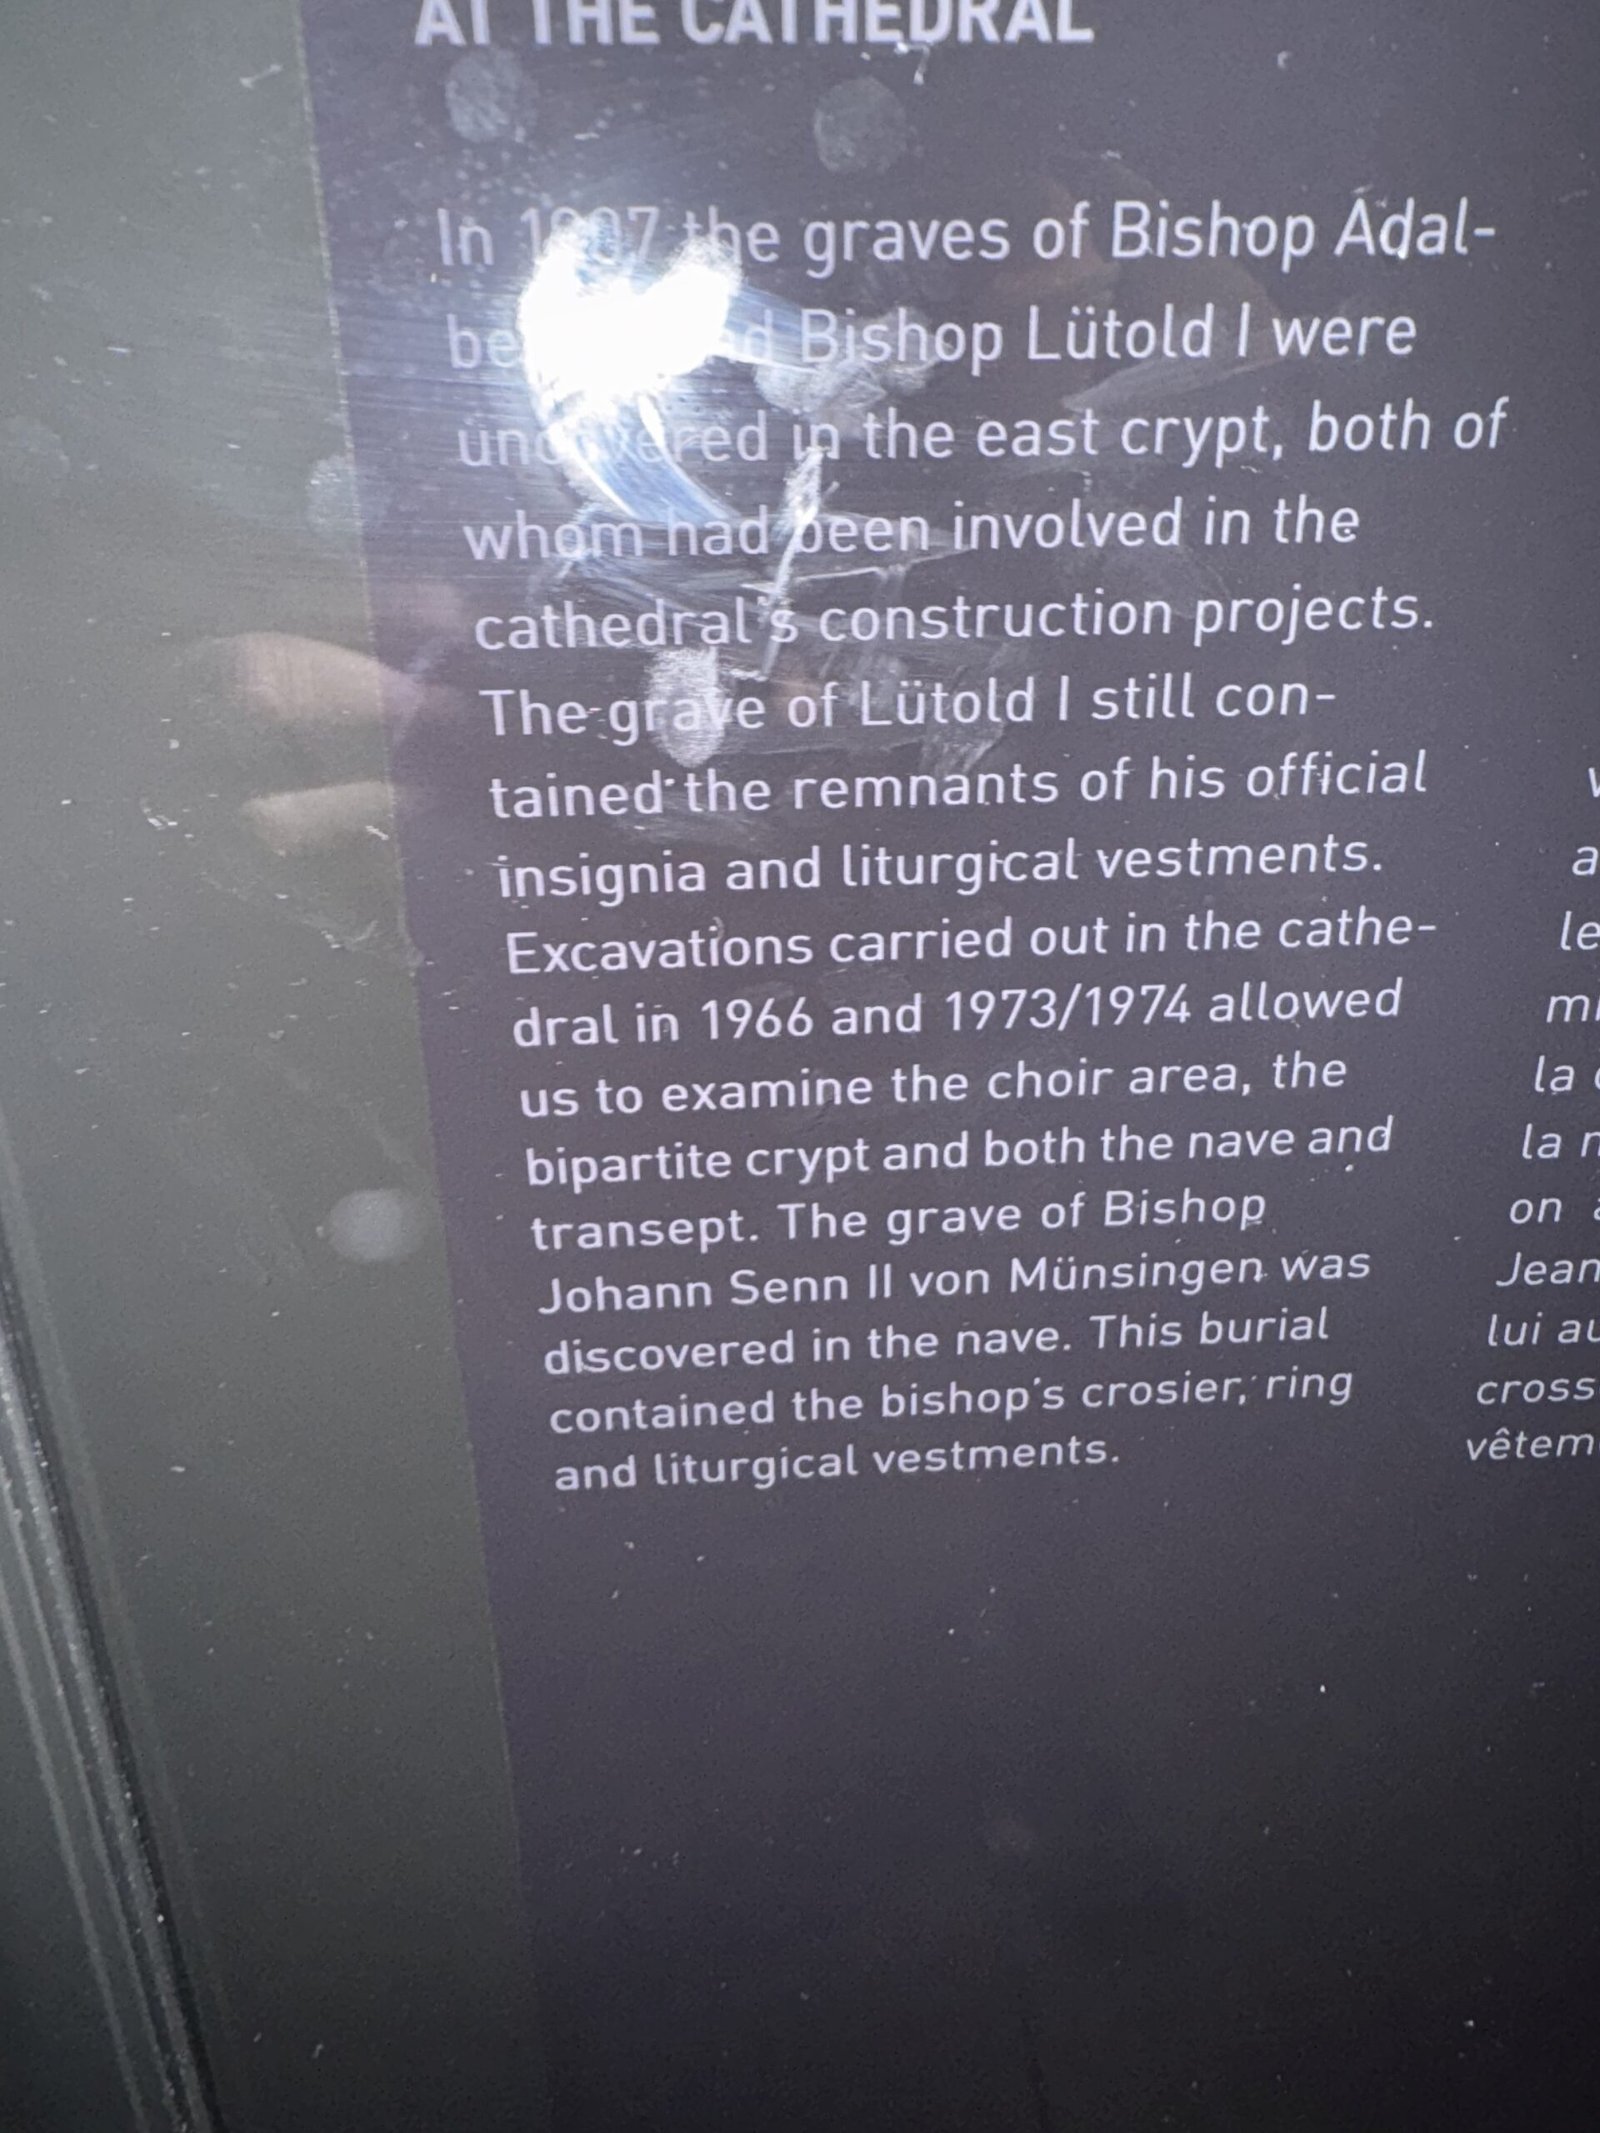 AT THE CATHEDRAL
In the graves of Bishop Adal-
Bishop Lütold I were
uncovered in the east crypt, both of
whom had been involved in the
cathedral's construction projects.
The grave of Lütold I still con-
tained the remnants of his official
insignia and liturgical vestments.
Excavations carried out in the cathe-
dral in 1966 and 1973/1974 allowed
us to examine the choir area, the
bipartite crypt and both the nave and
transept. The grave of Bishop
Johann Senn II von Münsingen was
discovered in the nave. This burial
contained the bishop's crosier, ring
and liturgical vestments.
la
la
on
Jean
lui